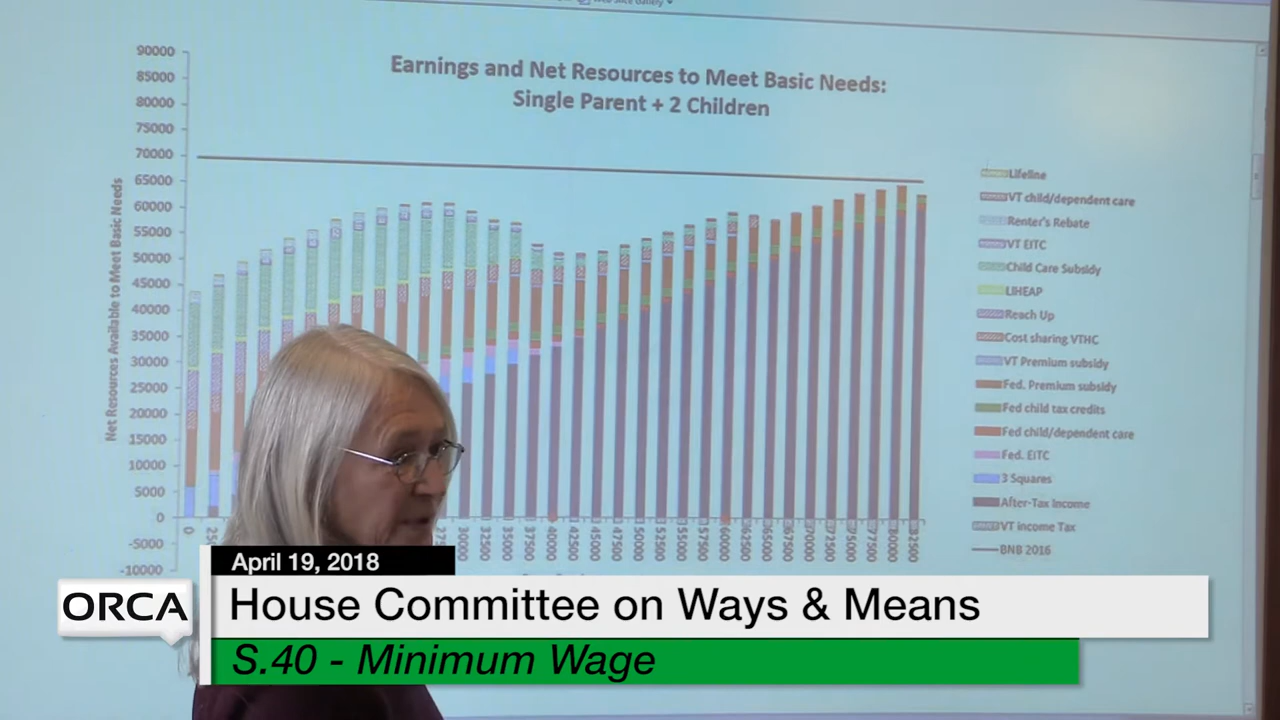 Earnings and Net Resources to Meet Basic Needs:
Single Parent + 2 Children
Net Resources Available to Meet Basic Needs
90000
85000
80000
75000
70000
65000
60000
55000
50000
45000
40000
35000
30000
25000
20000
15000
10000
5000
0
-5000
-10000
0
30000
32500
35000
37500
40000
42500
45000
47500
50000
52500
55000
57500
60000
62500
65000
67500
70000
72500
75000
77500
80000
82500
Lifeline
VT child/dependent care
Renter's Rebate
VT EITC
Child Care Subsidy
LIHEAP
Reach Up
Cost sharing VTHC
VT Premium subsidy
Fed. Premium subsidy
Fed child tax credits
Fed child/dependent care
Fed. EITC
3 Squares
After-Tax Income
VT income Tax
BNB 2016
April 19, 2018
ORCA
House Committee on Ways & Means
S.40 - Minimum Wage